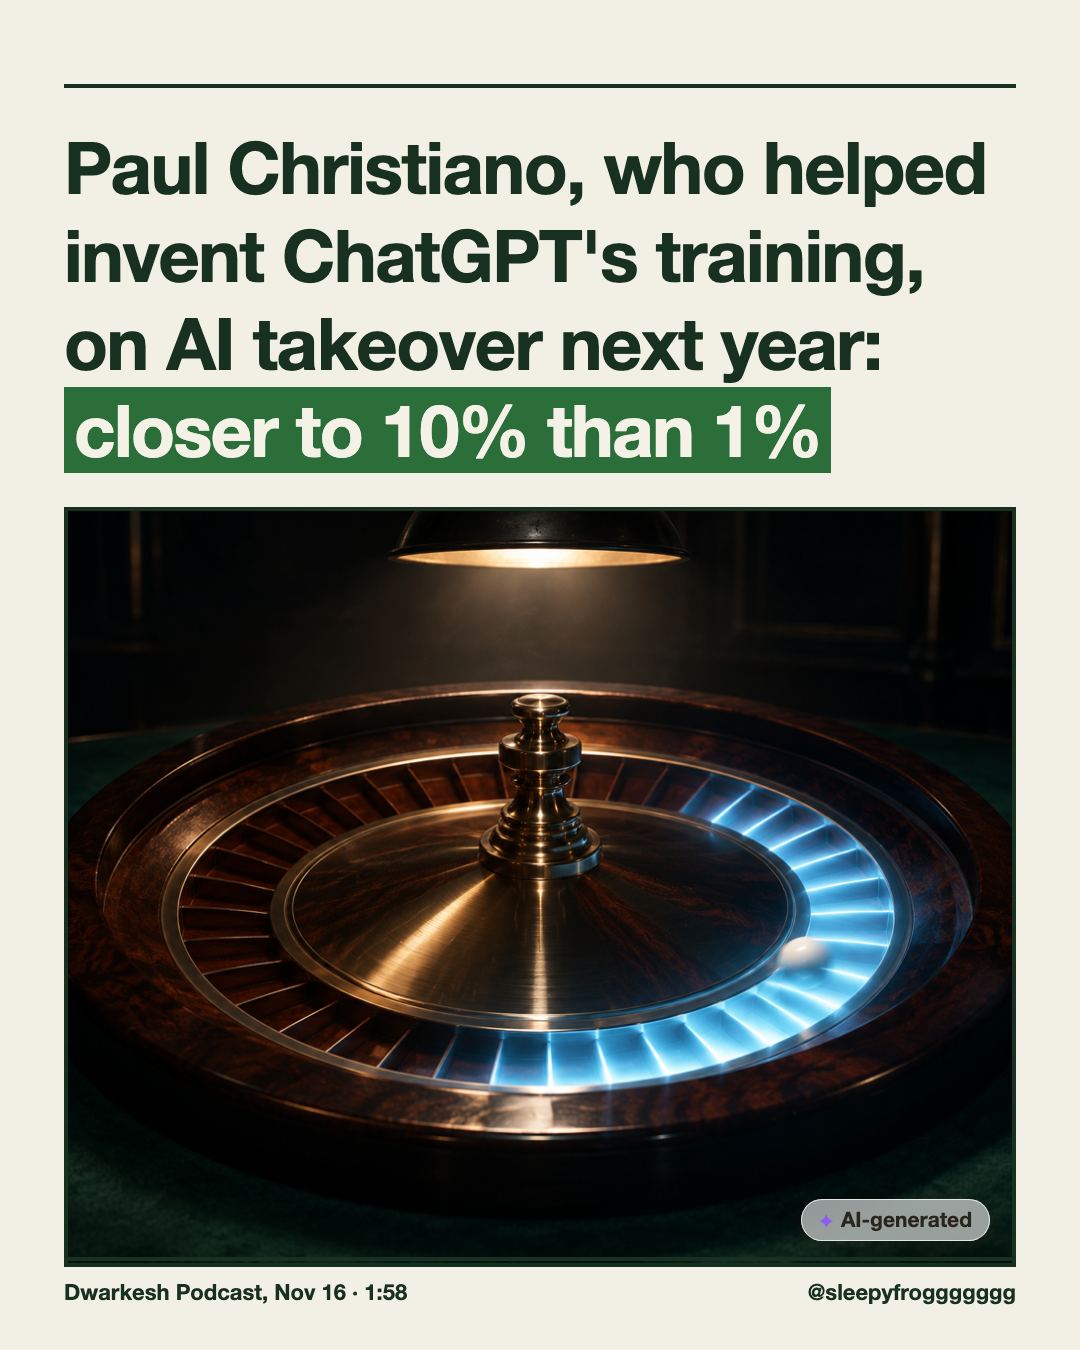 Paul Christiano, who helped
invent ChatGPT's training,
on AI takeover next year:
closer to 10% than 1%
AI-generated
Dwarkesh Podcast, Nov 16 · 1:58
@sleepyfroggggggg